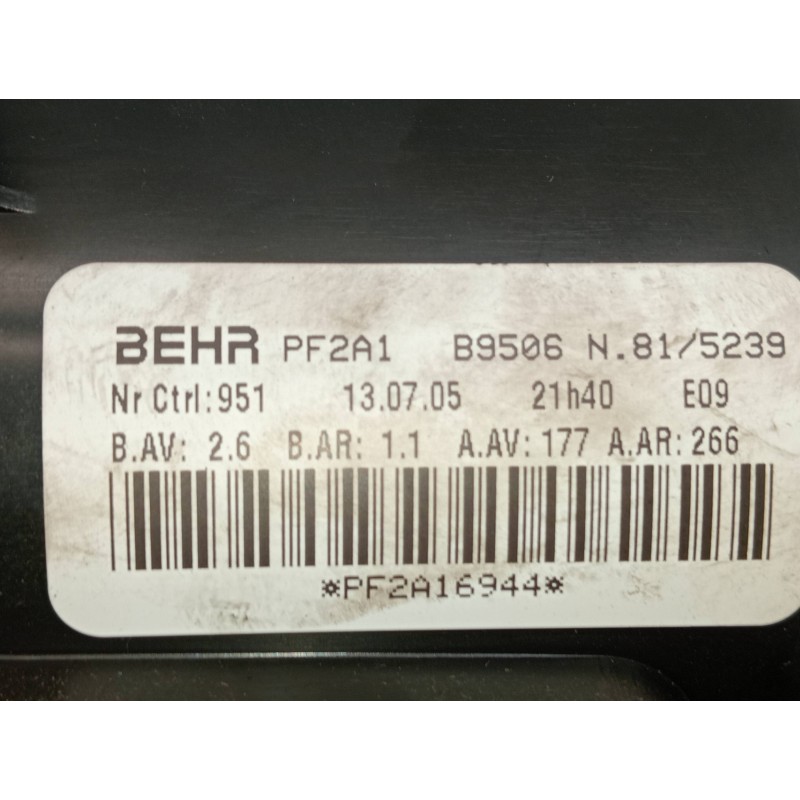 BEHR PF2A1 B9506 N.81/5239
Nr Ctrl:951 13.07.05 21h40 E09
B.AV: 2.6 B.AR: 1.1 A.AV:177 A.AR:266
*PF2A16944*